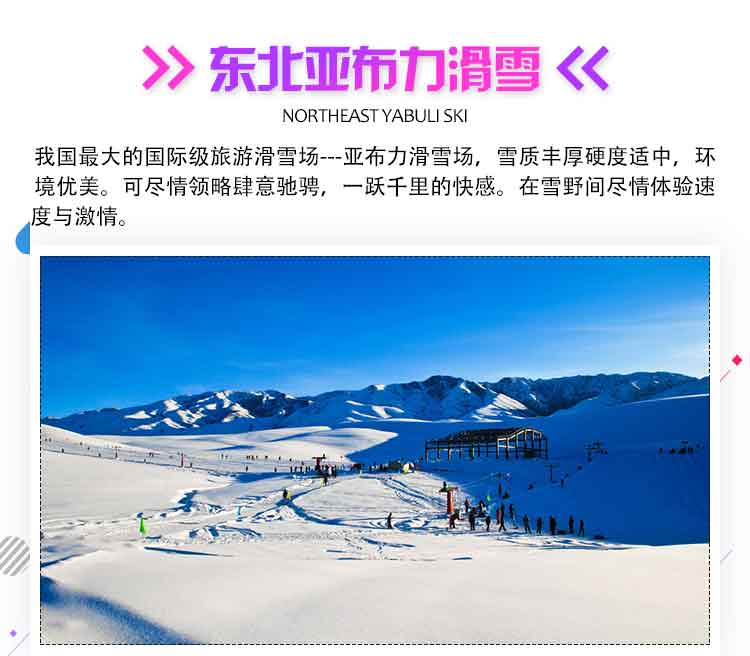 东北亚布力滑雪
NORTHEAST YABULI SKI
我国最大的国际级旅游滑雪场---亚布力滑雪场，雪质丰厚硬度适中，环
境优美。可尽情领略肆意驰骋，一跃千里的快感。在雪野间尽情体验速
度与激情。